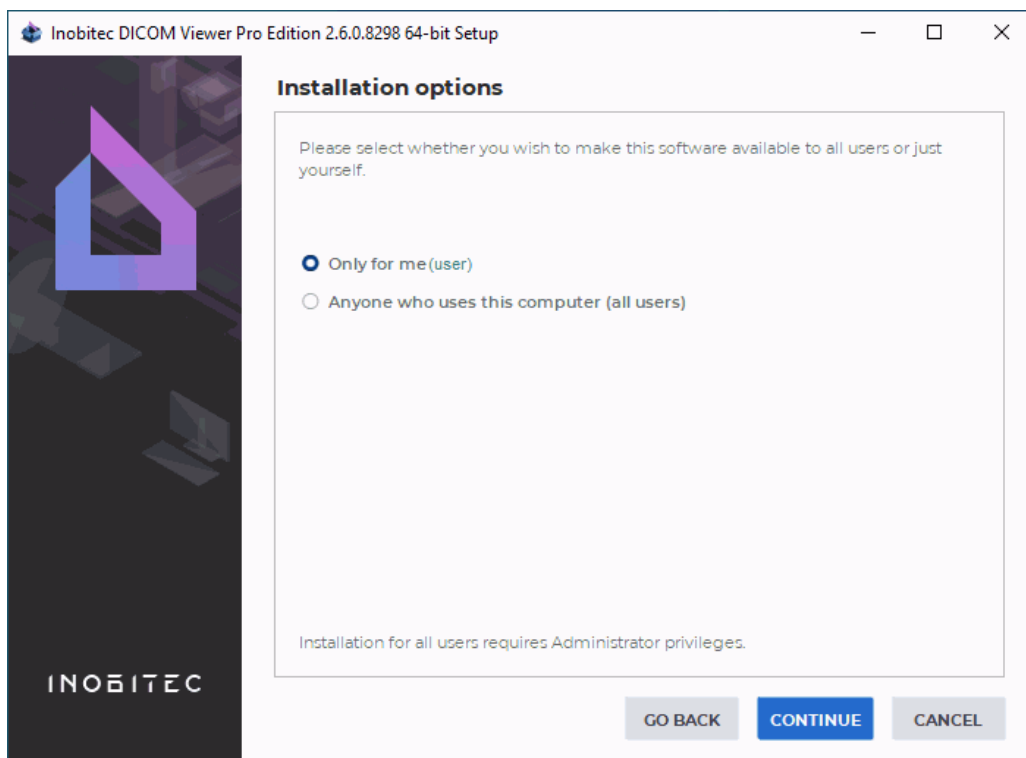 Inobitec DICOM Viewer Pro Edition 2.6.0.8298 64-bit Setup
Installation options
Please select whether you wish to make this software available to all users or just
yourself.
Only for me(user)
Anyone who uses this computer (all users)
Installation for all users requires Administrator privileges.
INOBITEC
GO BACK CONTINUE CANCEL